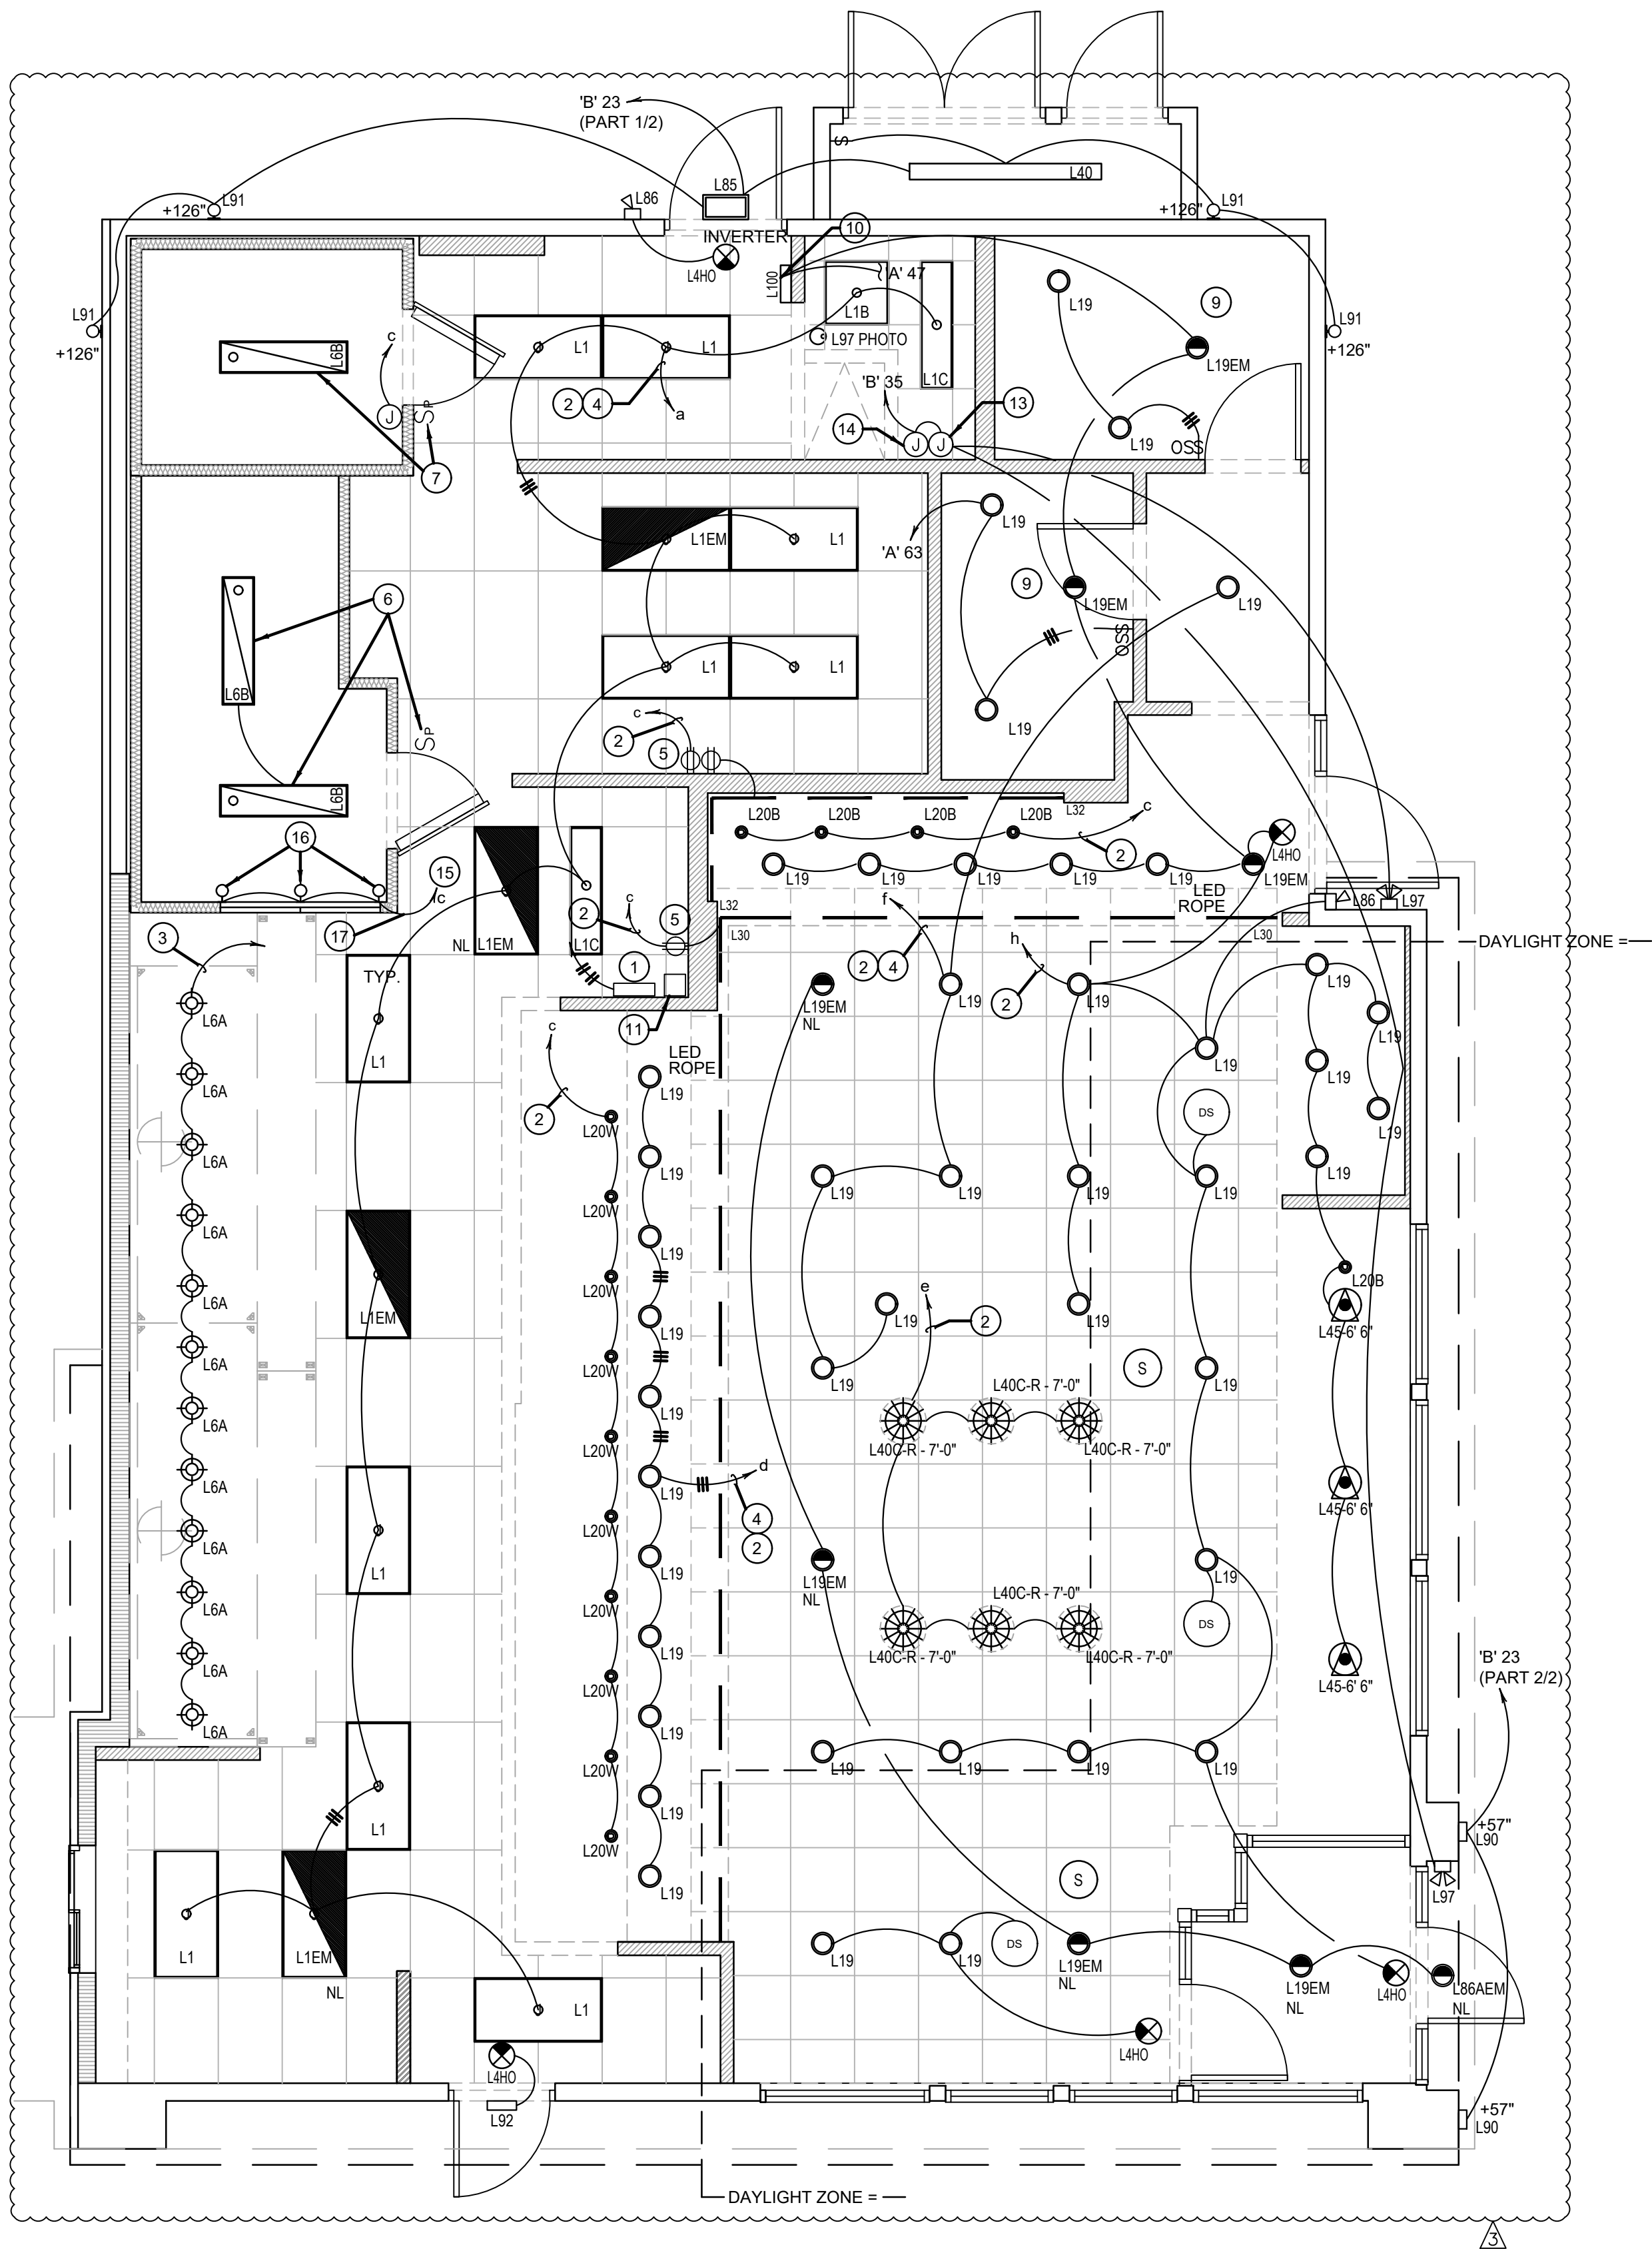 'B' 23
(PART 1/2)
S
L40
L85
L86
L91
+126"
L91
+126"
INVERTER
10
L4HO
L100
'A' 47
L1B
L97 PHOTO
L1C
L19
9
L91
+126"
L91
+126"
L6B
c
J
SP
7
L1
L1
2
4
a
'B' 35
13
14
J
J
L19EM
L19
OSS
L1EM
L1
L19
'A' 63
9
L19EM
L19
OSS
6
L6B
SP
L1
L1
c
2
5
L19
L6B
16
15
c
17
L20B
L20B
L20B
L20B
L32
c
2
L4HO
L19
L19
L19
L19
L19
L19EM
LED
ROPE
L86
L97
3
NL
L1EM
L1C
2
c
5
L32
L30
f
2
4
h
2
L30
DAYLIGHT ZONE =
TYP.
L1
1
11
c
2
LED
ROPE
L19EM
NL
L19
L19
L19
L19
L19
L19
L19
L19
DS
L6A
L6A
L6A
L6A
L6A
L6A
L6A
L6A
L6A
L6A
L6A
L1EM
L1
L1
L20W
L20W
L20W
L20W
L20W
L20W
L20W
L20W
L20W
L20W
L19
L19
L19
L19
L19
L19
L19
L19
L19
L19
L19
d
4
2
L19
L19
L19
L19
L19
e
2
L19
L19
L19
S
L20B
L45-6' 6"
L40C-R - 7'-0"
L40C-R - 7'-0"
L40C-R - 7'-0"
L45-6' 6"
L19EM
NL
L19
DS
L40C-R - 7'-0"
L40C-R - 7'-0"
L40C-R - 7'-0"
L45-6' 6"
'B' 23
(PART 2/2)
L19
L19
L19
L19
+57"
L90
L97
S
L1
L1EM
NL
L1
L4HO
L92
L19
L19
DS
L19EM
NL
L19EM
NL
L4HO
L86AEM
NL
L4HO
+57"
L90
DAYLIGHT ZONE =
3